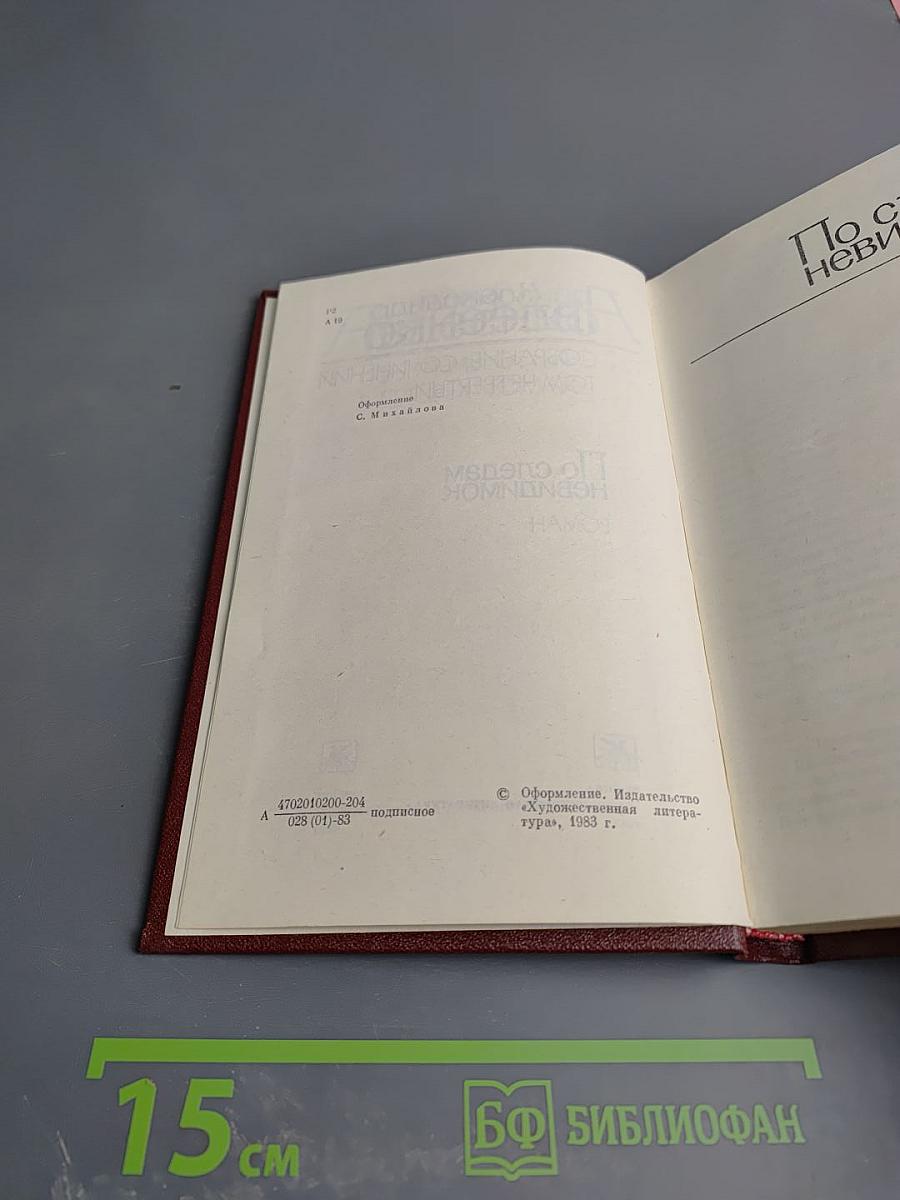 Р2
А 19
Оформление
С. Михайлова
По с
неви
А 4702010200-204
028 (01)-83 подписное
© Оформление. Издательство
«Художественная литера-
тура», 1983 г.
15 см
БФ БИБЛИОФАН